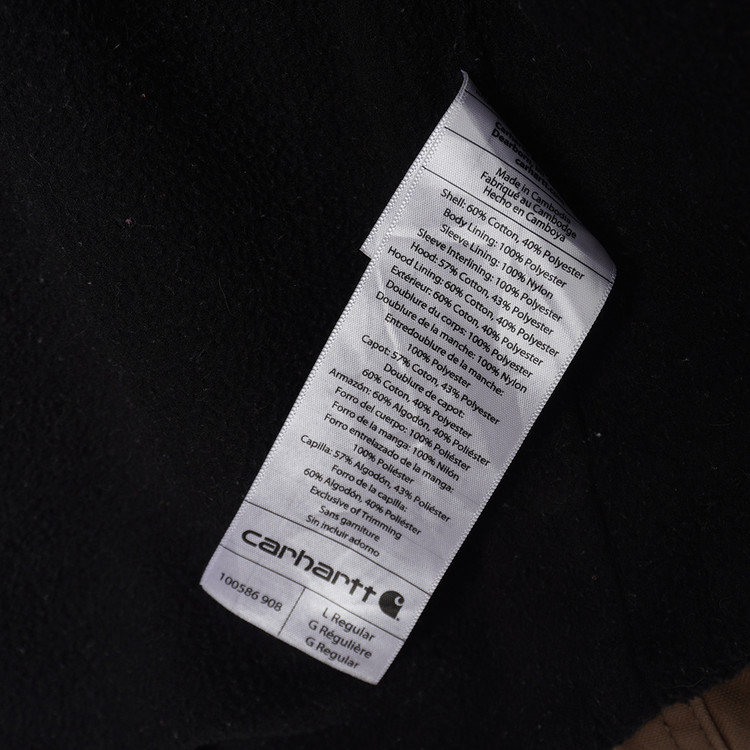 Dearborn,
carhartt.
Made in Cambodia
Fabriqué au Cambodge
Hecho en Camboya
Shell: 60% Cotton, 40% Polyester
Body Lining: 100% Polyester
Sleeve Lining: 100% Nylon
Sleeve Interlining: 100% Polyester
Hood: 57% Cotton, 43% Polyester
Hood Lining: 60% Cotton, 40% Polyester
Extérieur: 60% Coton, 40% Polyester
Doublure du corps: 100% Polyester
Doublure de la manche: 100% Nylon
Entredoublure de la manche:
100% Polyester
Capot: 57% Coton, 43% Polyester
Doublure de capot:
60% Coton, 40% Polyester
Armazón: 60% Algodón, 40% Poliéster
Forro del cuerpo: 100% Poliéster
Forro de la manga: 100% Nilón
Forro entrelazado de la manga:
100% Poliéster
Capilla: 57% Algodón, 43% Poliéster
Forro de la capilla:
60% Algodón, 40% Poliéster
Exclusive of Trimming
Sans garniture
Sin incluir adorno
carhartt
100586 908
L Regular
G Régulière
G Regular